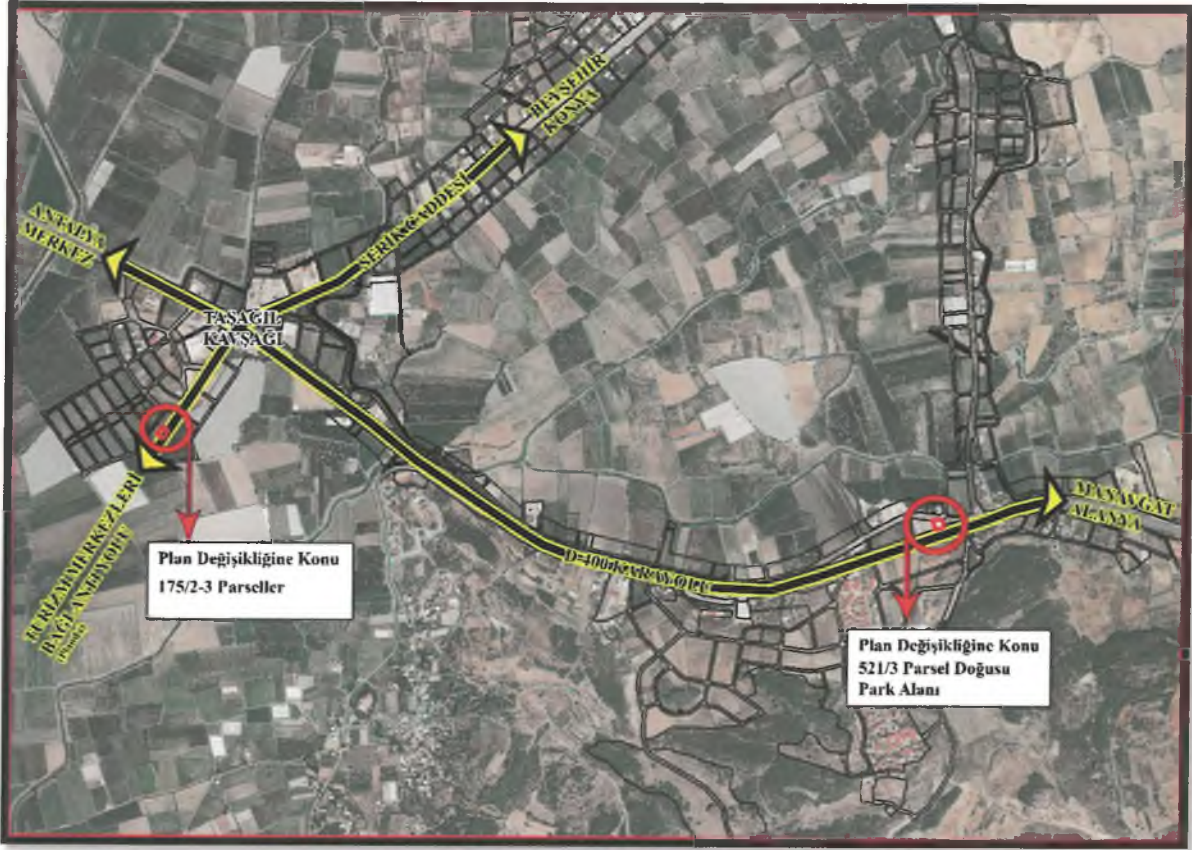 BEYŞEHİR
KONYA
SERİK CADDESİ
ANTALYA
MERKEZ
TAŞAĞIL
KAVŞAĞI
MANAVGAT
ALANYA
D-400 KARAYOLU
TURİZM MERKEZLERİ
BAĞLANTI YOLU
Plan Değişikliğine Konu
175/2-3 Parseller
Plan Değişikliğine Konu
521/3 Parsel Doğusu
Park Alanı